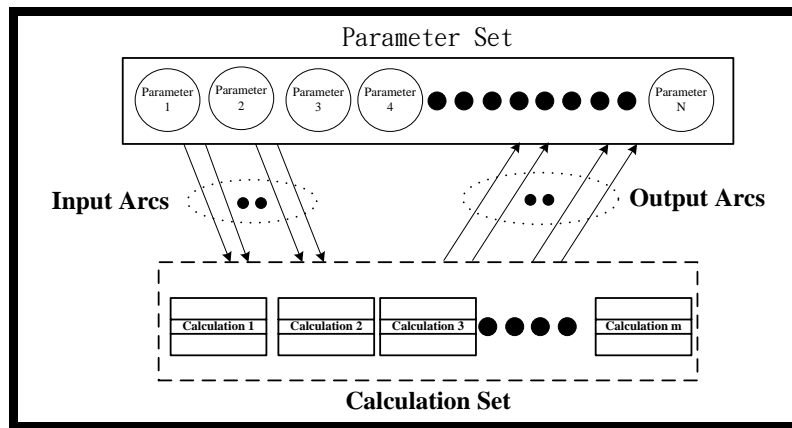 Parameter Set
Parameter
1
Parameter
2
Parameter
3
Parameter
4
Parameter
N
Input Arcs
Output Arcs
Calculation 1
Calculation 2
Calculation 3
Calculation m
Calculation Set